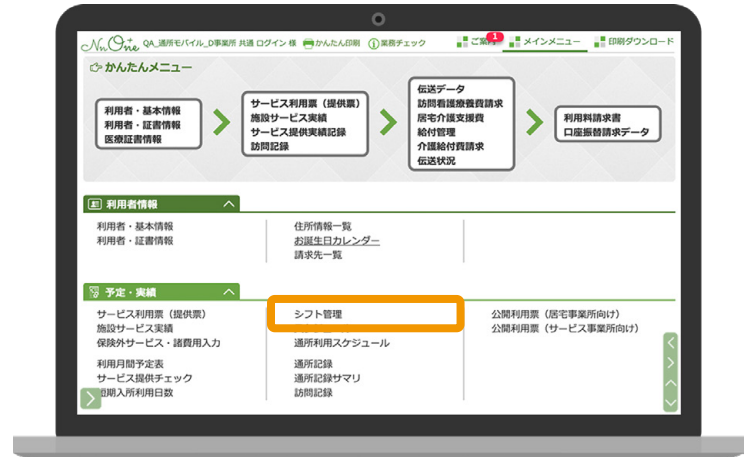 NnOne QA_通所モバイル_D事業所 共通 ログイン 様 かんたん印刷 業務チェック 1 メインメニュー 印刷ダウンロード
かんたんメニュー
利用者・基本情報
利用者・証書情報
医療証書情報
サービス利用票（提供票）
施設サービス実績
サービス提供実績記録
訪問記録
伝送データ
訪問看護療養費請求
居宅介護支援費
給付管理
介護給付費請求
伝送状況
利用料請求書
口座振替請求データ
利用者情報
利用者・基本情報
利用者・証書情報
住所情報一覧
お誕生日カレンダー
請求先一覧
予定・実績
サービス利用票（提供票）
施設サービス実績
保険外サービス・諸費用入力
利用月間予定表
サービス提供チェック
短期入所利用日数
シフト管理
通所利用スケジュール
通所記録
通所記録サマリ
訪問記録
公開利用票（居宅事業所向け）
公開利用票（サービス事業所向け）